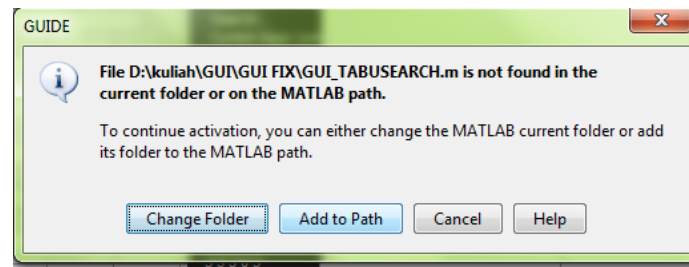 GUIDE
File D:\kuliah\GUI\GUI FIX\GUI_TABUSEARCH.m is not found in the
current folder or on the MATLAB path.
To continue activation, you can either change the MATLAB current folder or add
its folder to the MATLAB path.
Change Folder
Add to Path
Cancel
Help